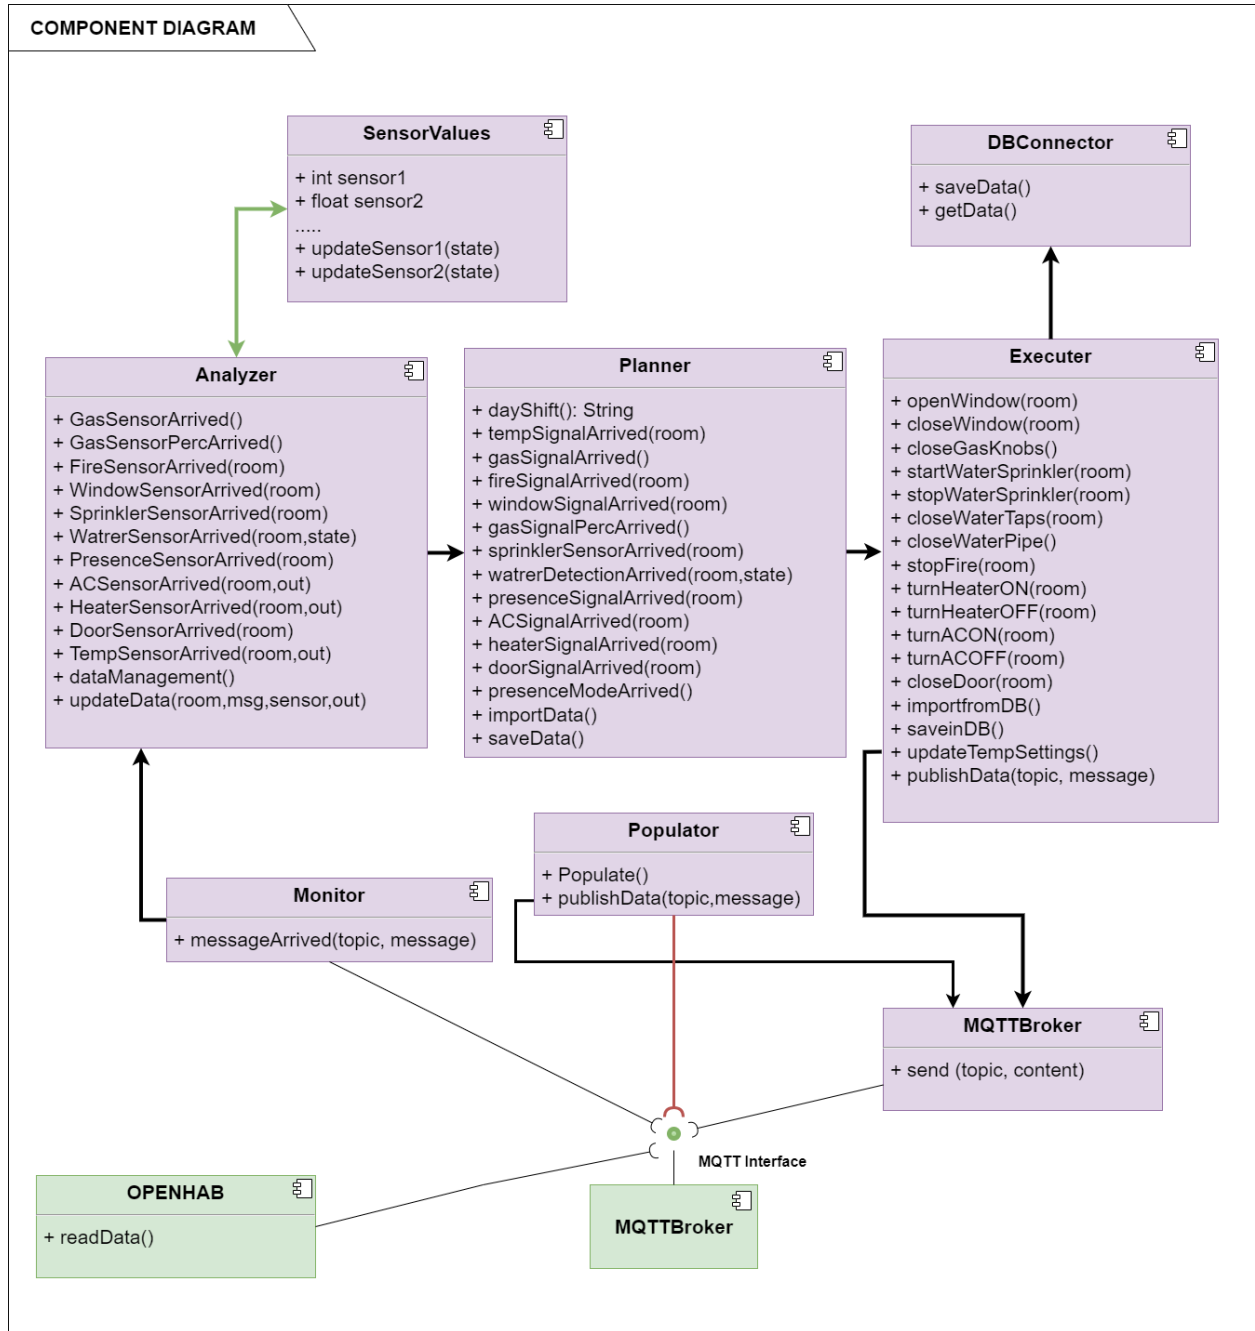 COMPONENT DIAGRAM
SensorValues
+ int sensor1
+ float sensor2
.....
+ updateSensor1(state)
+ updateSensor2(state)
DBConnector
+ saveData()
+ getData()
Analyzer
+ GasSensorArrived()
+ GasSensorPercArrived()
+ FireSensorArrived(room)
+ WindowSensorArrived(room)
+ SprinklerSensorArrived(room)
+ WatrerSensorArrived(room,state)
+ PresenceSensorArrived(room)
+ ACSensorArrived(room,out)
+ HeaterSensorArrived(room,out)
+ DoorSensorArrived(room)
+ TempSensorArrived(room,out)
+ dataManagement()
+ updateData(room,msg,sensor,out)
Planner
+ dayShift(): String
+ tempSignalArrived(room)
+ gasSignalArrived()
+ fireSignalArrived(room)
+ windowSignalArrived(room)
+ gasSignalPercArrived()
+ sprinklerSensorArrived(room)
+ watrerDetectionArrived(room,state)
+ presenceSignalArrived(room)
+ ACSignalArrived(room)
+ heaterSignalArrived(room)
+ doorSignalArrived(room)
+ presenceModeArrived()
+ importData()
+ saveData()
Executer
+ openWindow(room)
+ closeWindow(room)
+ closeGasKnobs()
+ startWaterSprinkler(room)
+ stopWaterSprinkler(room)
+ closeWaterTaps(room)
+ closeWaterPipe()
+ stopFire(room)
+ turnHeaterON(room)
+ turnHeaterOFF(room)
+ turnACON(room)
+ turnACOFF(room)
+ closeDoor(room)
+ importfromDB()
+ saveinDB()
+ updateTempSettings()
+ publishData(topic, message)
Populator
+ Populate()
+ publishData(topic,message)
Monitor
+ messageArrived(topic, message)
MQTTBroker
+ send (topic, content)
MQTT Interface
OPENHAB
+ readData()
MQTTBroker